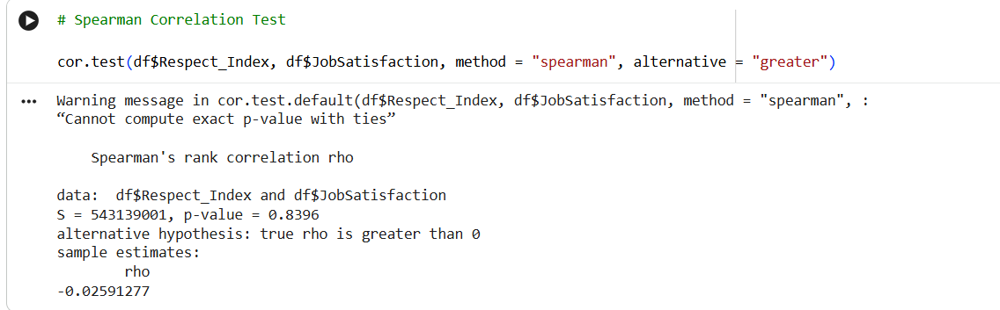 # Spearman Correlation Test
cor.test(df$Respect_Index, df$JobSatisfaction, method = "spearman", alternative = "greater")
Warning message in cor.test.default(df$Respect_Index, df$JobSatisfaction, method = "spearman", :
“Cannot compute exact p-value with ties”
Spearman's rank correlation rho
data:  df$Respect_Index and df$JobSatisfaction
S = 543139001, p-value = 0.8396
alternative hypothesis: true rho is greater than 0
sample estimates:
rho
-0.02591277